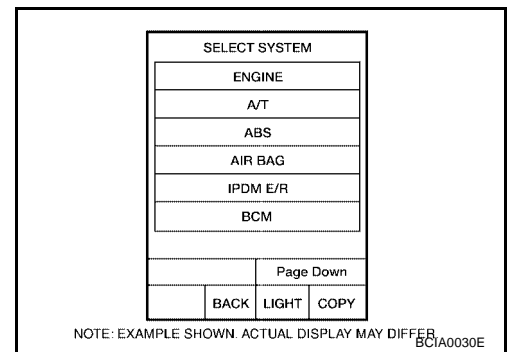 SELECT SYSTEM
ENGINE
A/T
ABS
AIR BAG
IPDM E/R
BCM
Page Down
BACK LIGHT COPY
NOTE: EXAMPLE SHOWN. ACTUAL DISPLAY MAY DIFFER
BCIA0030E